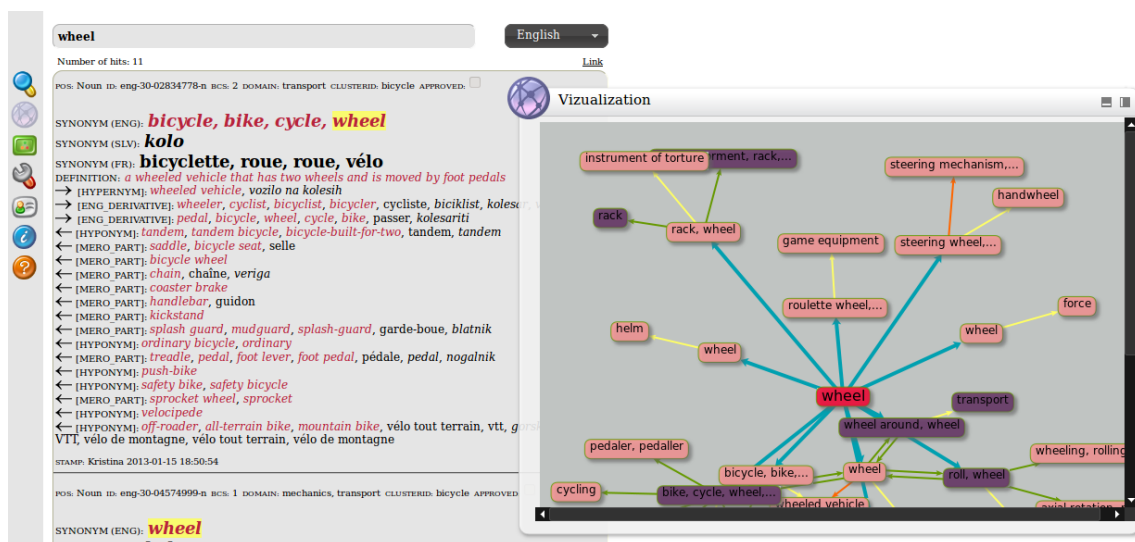 wheel
English
Number of hits: 11
Link
POS: Noun ID: eng-30-02834778-n BCS: 2 DOMAIN: transport CLUSTERID: bicycle APPROVED:
SYNONYM (ENG): bicycle, bike, cycle, wheel
SYNONYM (SLV): kolo
SYNONYM (FR): bicyclette, roue, roue, vélo
DEFINITION: a wheeled vehicle that has two wheels and is moved by foot pedals
→ [HYPERNYM]: wheeled vehicle, vozilo na kolesih
→ [ENG_DERIVATIVE]: wheeler, cyclist, bicyclist, bicycler, cycliste, biciklist, kolesar,
→ [ENG_DERIVATIVE]: pedal, bicycle, wheel, cycle, bike, passer, kolesariti
← [HYPONYM]: tandem, tandem bicycle, bicycle-built-for-two, tandem, tandem
← [MERO_PART]: saddle, bicycle seat, selle
← [MERO_PART]: bicycle wheel
← [MERO_PART]: chain, chaîne, veriga
← [MERO_PART]: coaster brake
← [MERO_PART]: handlebar, guidon
← [MERO_PART]: kickstand
← [MERO_PART]: splash guard, mudguard, splash-guard, garde-boue, blatnik
← [HYPONYM]: ordinary bicycle, ordinary
← [MERO_PART]: treadle, pedal, foot lever, foot pedal, pédale, pedal, nogalnik
← [HYPONYM]: push-bike
← [HYPONYM]: safety bike, safety bicycle
← [MERO_PART]: sprocket wheel, sprocket
← [HYPONYM]: velocipede
← [HYPONYM]: off-roader, all-terrain bike, mountain bike, vélo tout terrain, vtt,
VTT, vélo de montagne, vélo tout terrain, vélo de montagne
STAMP: Kristina 2013-01-15 18:50:54
POS: Noun ID: eng-30-04574999-n BCS: 1 DOMAIN: mechanics, transport CLUSTERID: bicycle APPROVED
SYNONYM (ENG): wheel
Vizualization
instrument of torture
rment, rack,...
steering mechanism,...
handwheel
rack
rack, wheel
game equipment
steering wheel,...
roulette wheel,...
force
helm
wheel
wheel
wheel
transport
wheel around, wheel
pedaler, pedaller
wheeling, rolling
bicycle, bike,...
wheel
roll, wheel
cycling
bike, cycle, wheel,...
wheeled vehicle
axial rotation,